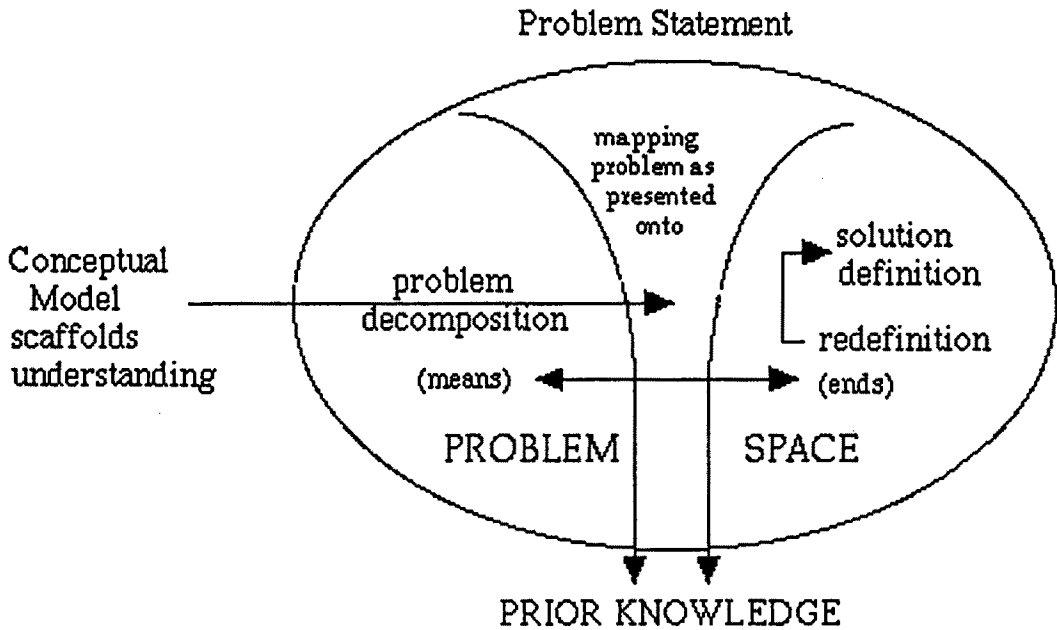 Problem Statement
mapping
problem as
presented
onto
Conceptual
Model
scaffolds
understanding
problem
decomposition
solution
definition
redefinition
(means)
(ends)
PROBLEM SPACE
PRIOR KNOWLEDGE